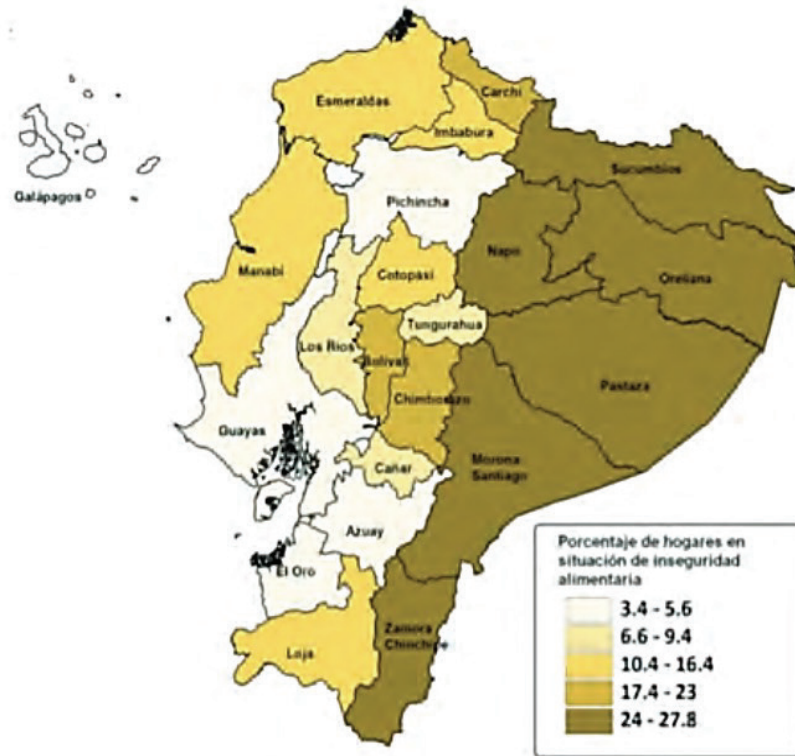 Esmeraldas
Carchi
Imbabura
Sucumbios
Galápagos
Pichincha
Napo
Orellana
Manabí
Cotopaxi
Tungurahua
Los Rios
Bolivar
Chimborazo
Pastaza
Guayas
Morona
Santiago
Cañar
Azuay
El Oro
Zamora
Chinchipe
Loja
Porcentaje de hogares en
situación de inseguridad
alimentaria
3.4 - 5.6
6.6 - 9.4
10.4 - 16.4
17.4 - 23
24 - 27.8